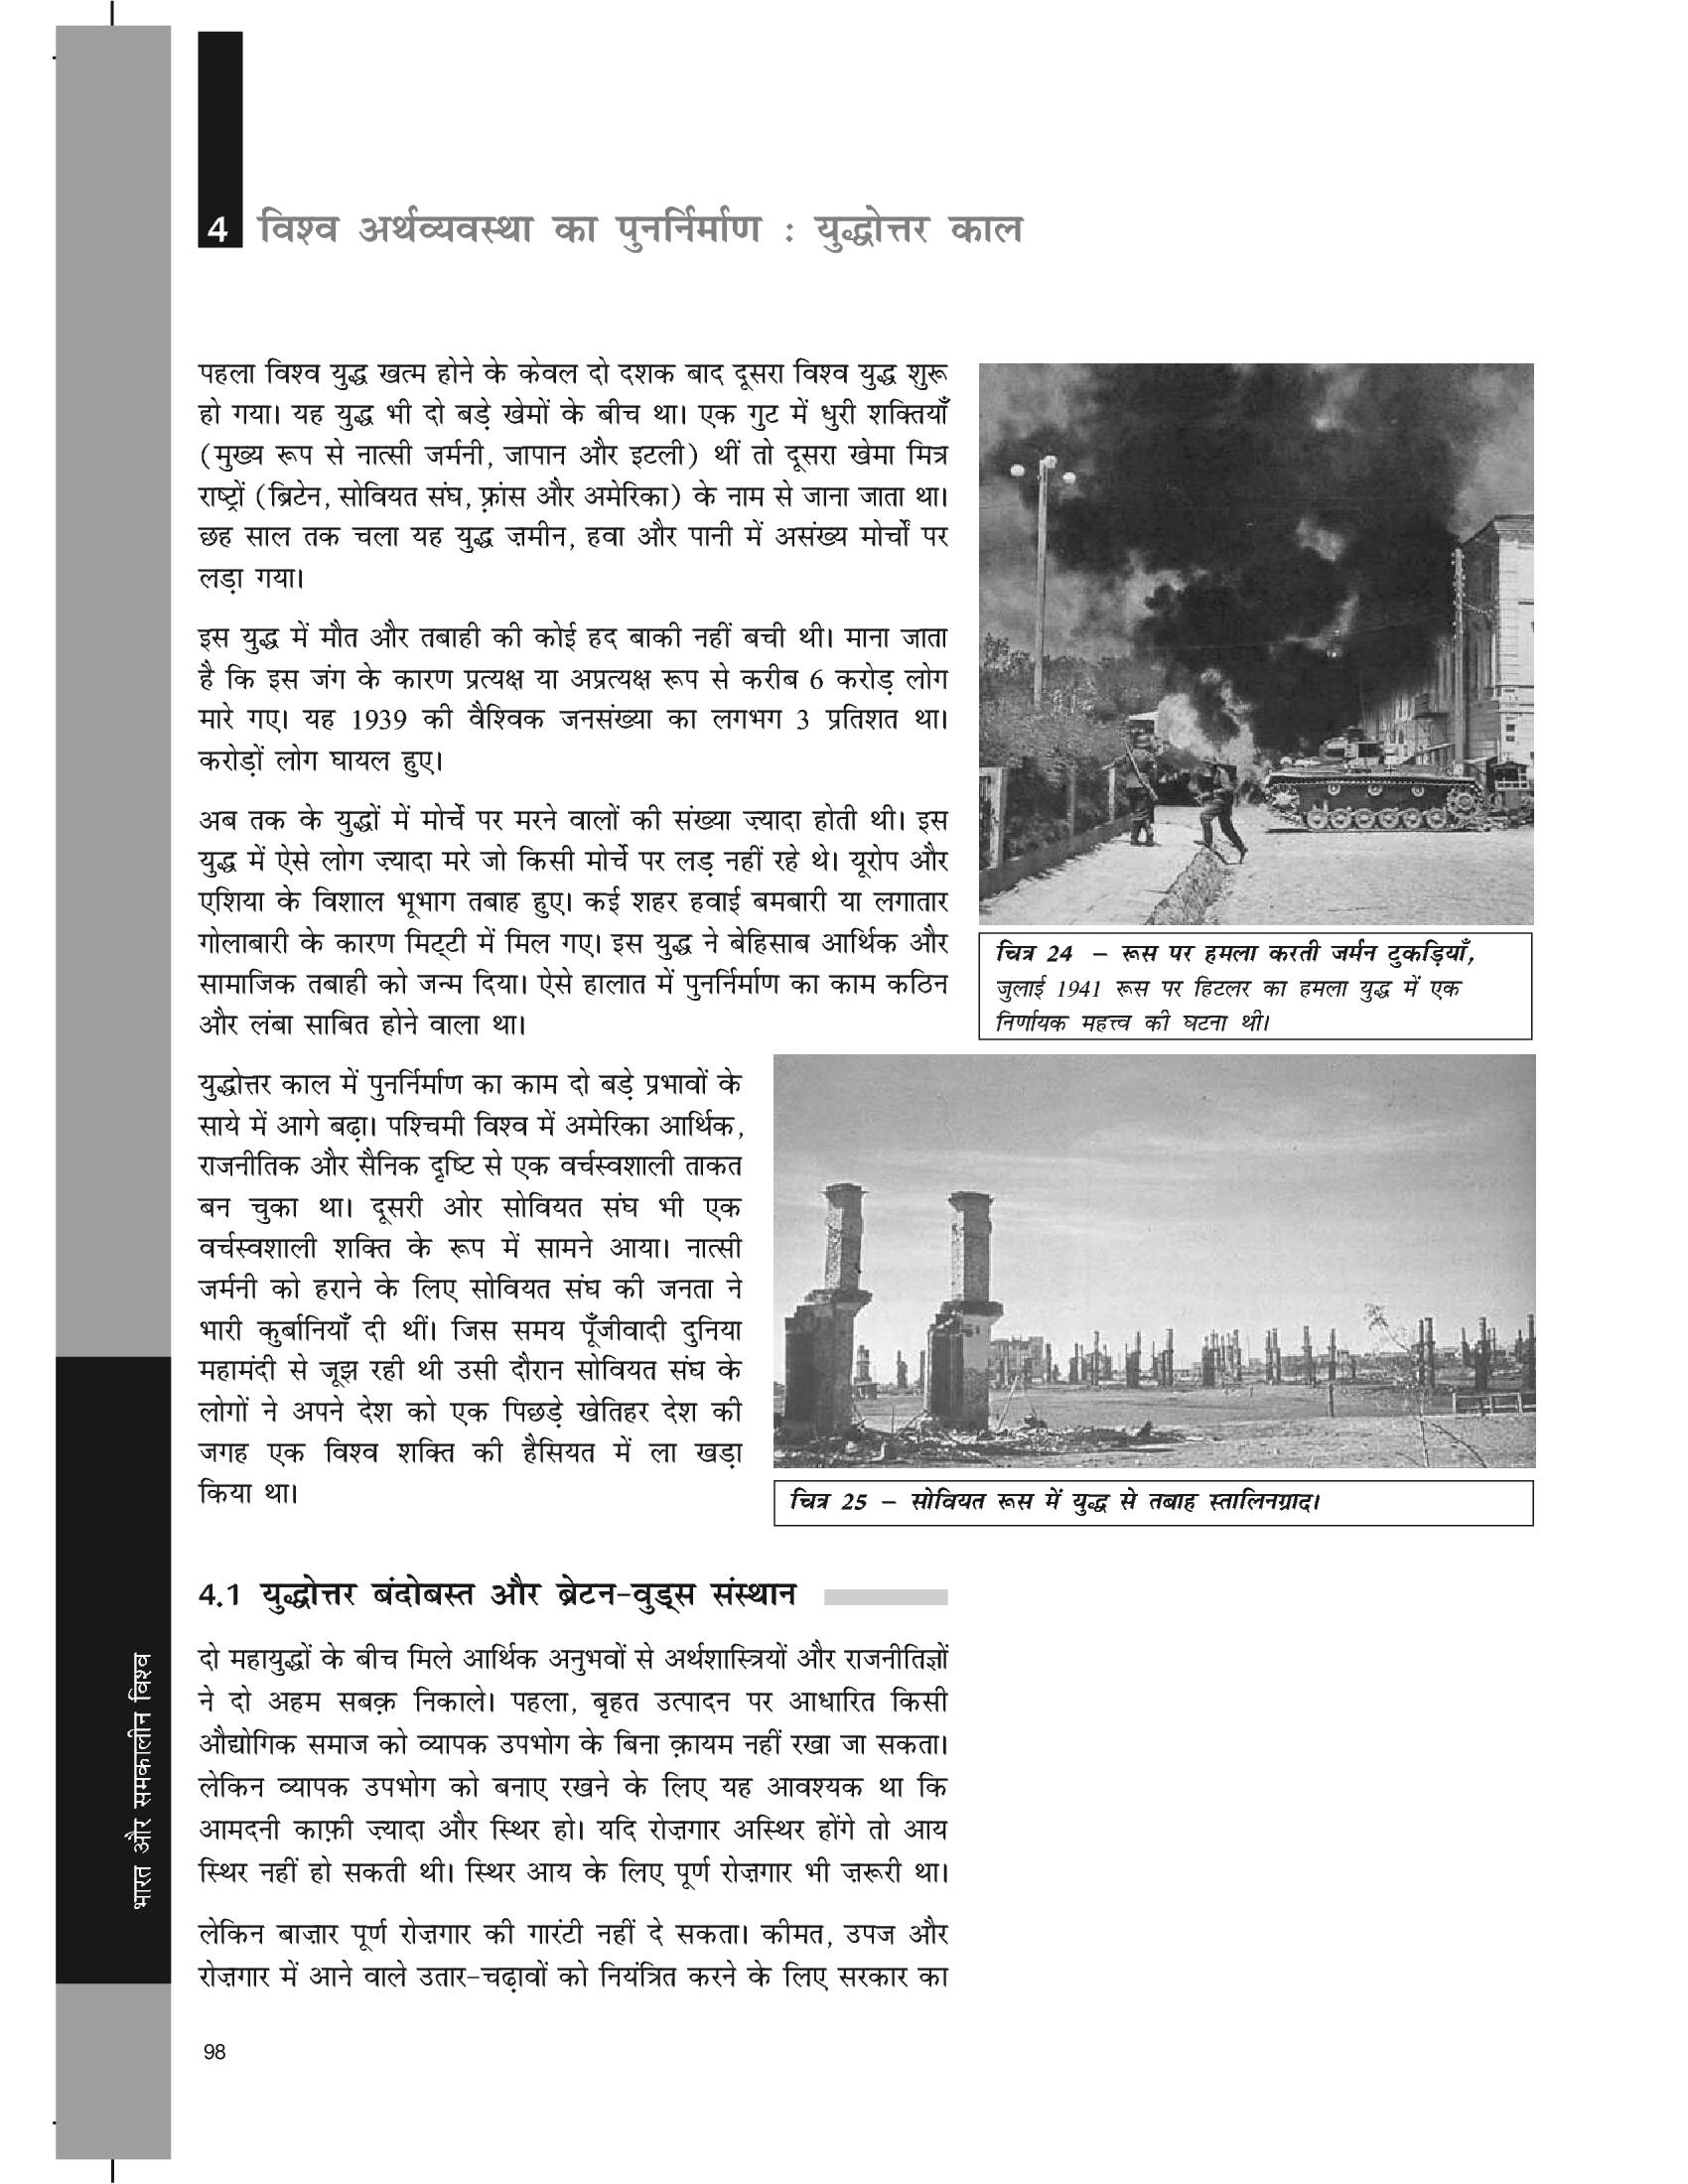 4 विश्व अर्थव्यवस्था का पुनर्निर्माण : युद्धोत्तर काल
पहला विश्व युद्ध खत्म होने के केवल दो दशक बाद दूसरा विश्व युद्ध शुरू
हो गया। यह युद्ध भी दो बड़े खेमों के बीच था। एक गुट में धुरी शक्तियाँ
(मुख्य रूप से नात्सी जर्मनी, जापान और इटली) थीं तो दूसरा खेमा मित्र
राष्ट्रों (ब्रिटेन, सोवियत संघ, फ़्रांस और अमेरिका) के नाम से जाना जाता था।
छह साल तक चला यह युद्ध ज़मीन, हवा और पानी में असंख्य मोर्चों पर
लड़ा गया।
इस युद्ध में मौत और तबाही की कोई हद बाकी नहीं बची थी। माना जाता
है कि इस जंग के कारण प्रत्यक्ष या अप्रत्यक्ष रूप से करीब 6 करोड़ लोग
मारे गए। यह 1939 की वैश्विक जनसंख्या का लगभग 3 प्रतिशत था।
करोड़ों लोग घायल हुए।
अब तक के युद्धों में मोर्चे पर मरने वालों की संख्या ज़्यादा होती थी। इस
युद्ध में ऐसे लोग ज़्यादा मरे जो किसी मोर्चे पर लड़ नहीं रहे थे। यूरोप और
एशिया के विशाल भूभाग तबाह हुए। कई शहर हवाई बमबारी या लगातार
गोलाबारी के कारण मिट्टी में मिल गए। इस युद्ध ने बेहिसाब आर्थिक और
सामाजिक तबाही को जन्म दिया। ऐसे हालात में पुनर्निर्माण का काम कठिन
और लंबा साबित होने वाला था।
चित्र 24 – रूस पर हमला करती जर्मन टुकड़ियाँ,
जुलाई 1941 रूस पर हिटलर का हमला युद्ध में एक
निर्णायक महत्त्व की घटना थी।
युद्धोत्तर काल में पुनर्निर्माण का काम दो बड़े प्रभावों के
साये में आगे बढ़ा। पश्चिमी विश्व में अमेरिका आर्थिक,
राजनीतिक और सैनिक दृष्टि से एक वर्चस्वशाली ताकत
बन चुका था। दूसरी ओर सोवियत संघ भी एक
वर्चस्वशाली शक्ति के रूप में सामने आया। नात्सी
जर्मनी को हराने के लिए सोवियत संघ की जनता ने
भारी कुर्बानियाँ दी थीं। जिस समय पूँजीवादी दुनिया
महामंदी से जूझ रही थी उसी दौरान सोवियत संघ के
लोगों ने अपने देश को एक पिछड़े खेतिहर देश की
जगह एक विश्व शक्ति की हैसियत में ला खड़ा
किया था।
चित्र 25 – सोवियत रूस में युद्ध से तबाह स्तालिनग्राद।
4.1 युद्धोत्तर बंदोबस्त और ब्रेटन-वुड्स संस्थान
दो महायुद्धों के बीच मिले आर्थिक अनुभवों से अर्थशास्त्रियों और राजनीतिज्ञों
ने दो अहम सबक़ निकाले। पहला, बृहत उत्पादन पर आधारित किसी
औद्योगिक समाज को व्यापक उपभोग के बिना क़ायम नहीं रखा जा सकता।
लेकिन व्यापक उपभोग को बनाए रखने के लिए यह आवश्यक था कि
आमदनी काफ़ी ज़्यादा और स्थिर हो। यदि रोज़गार अस्थिर होंगे तो आय
स्थिर नहीं हो सकती थी। स्थिर आय के लिए पूर्ण रोज़गार भी ज़रूरी था।
लेकिन बाज़ार पूर्ण रोज़गार की गारंटी नहीं दे सकता। कीमत, उपज और
रोज़गार में आने वाले उतार-चढ़ावों को नियंत्रित करने के लिए सरकार का
भारत और समकालीन विश्व
98